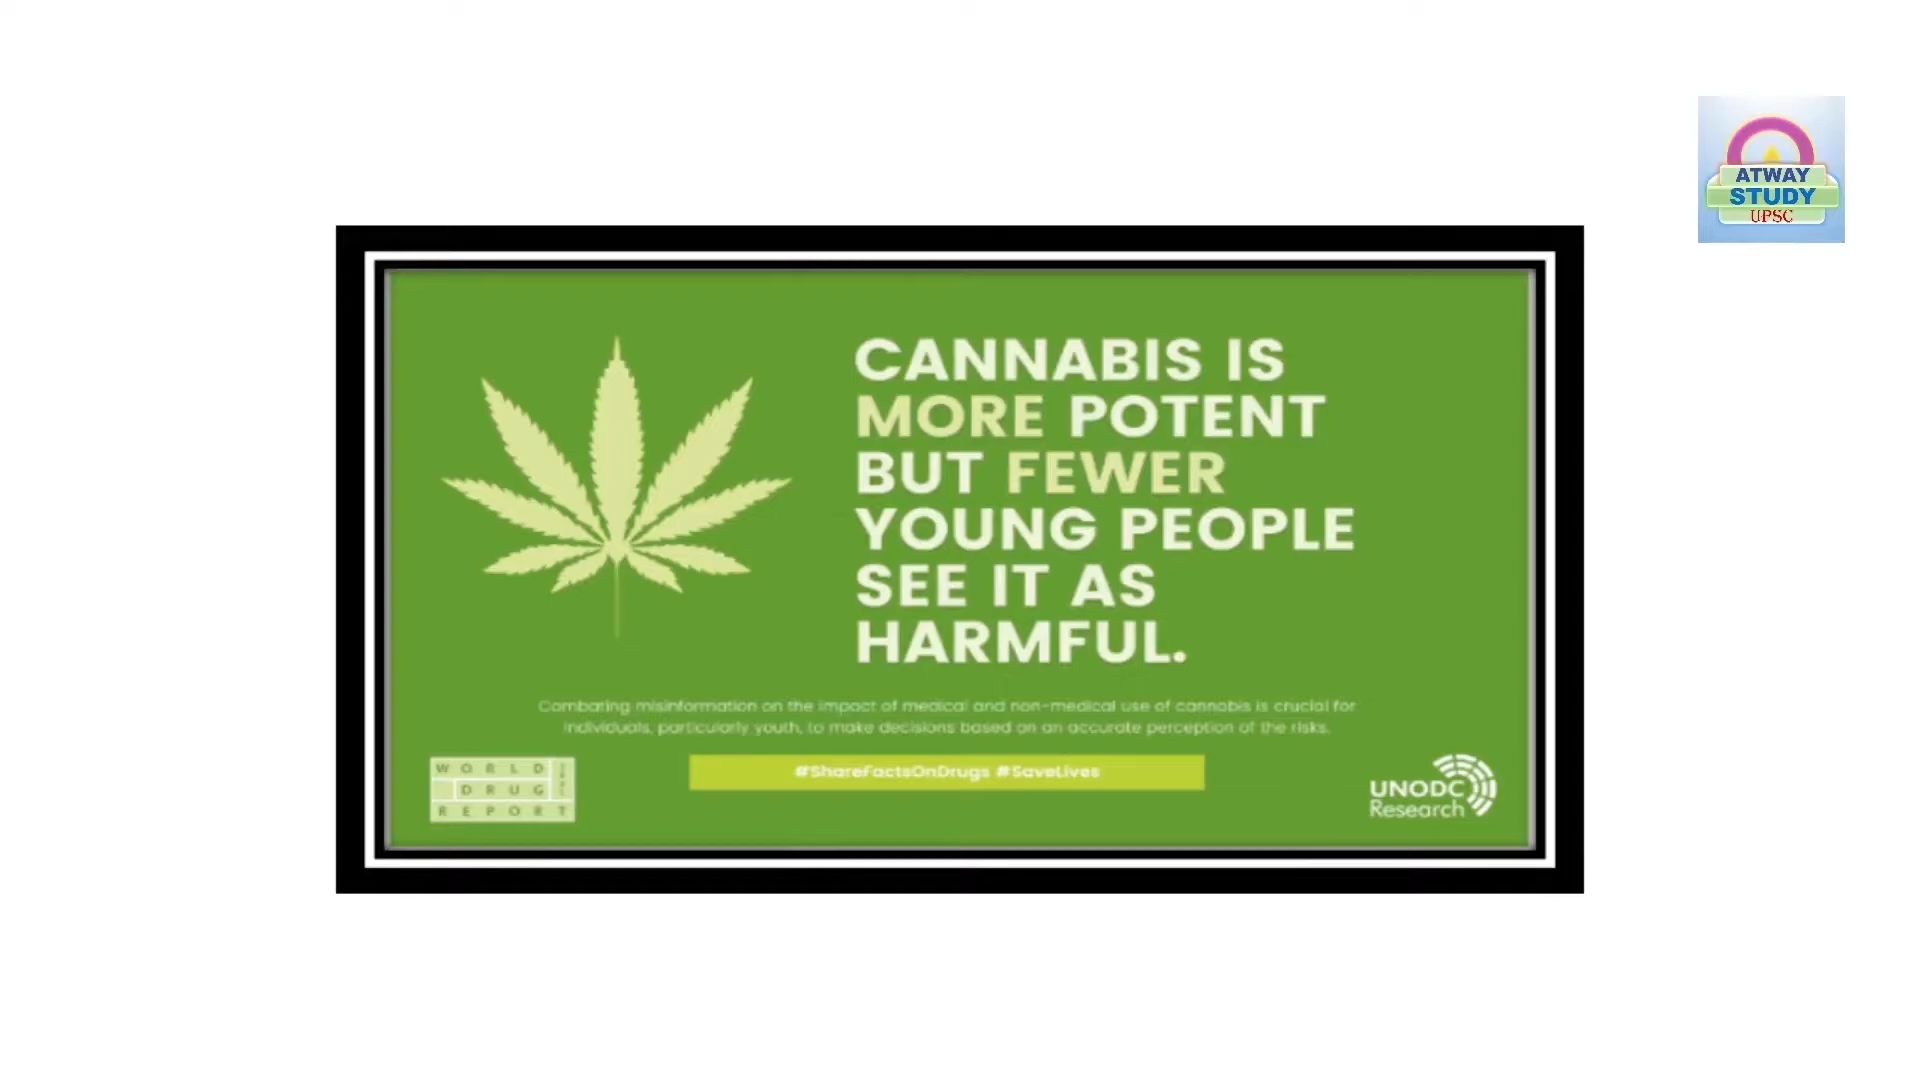 ATWAY
STUDY
UPSC
CANNABIS IS
MORE POTENT
BUT FEWER
YOUNG PEOPLE
SEE IT AS
HARMFUL.
Combating misinformation on the impact of medical and non-medical use of cannabis is crucial for
individuals, particularly youth, to make decisions based on an accurate perception of the risks.
WORLD
DRUG
REPORT
#ShareFactsOnDrugs #SaveLives
UNODC
Research